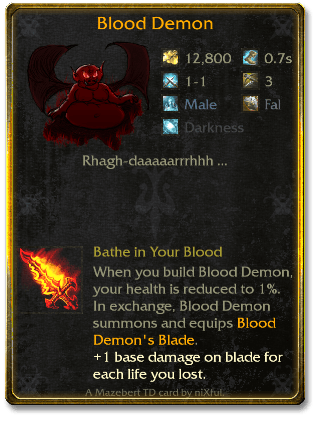 Blood Demon
12,800 0.7s
1-1 3
Male Fal
Darkness
Rhagh-daaaaarrrhhh ...
Bathe in Your Blood
When you build Blood Demon,
your health is reduced to 1%.
In exchange, Blood Demon
summons and equips Blood
Demon's Blade.
+1 base damage on blade for
each life you lost.
A Mazebert TD card by niXful.